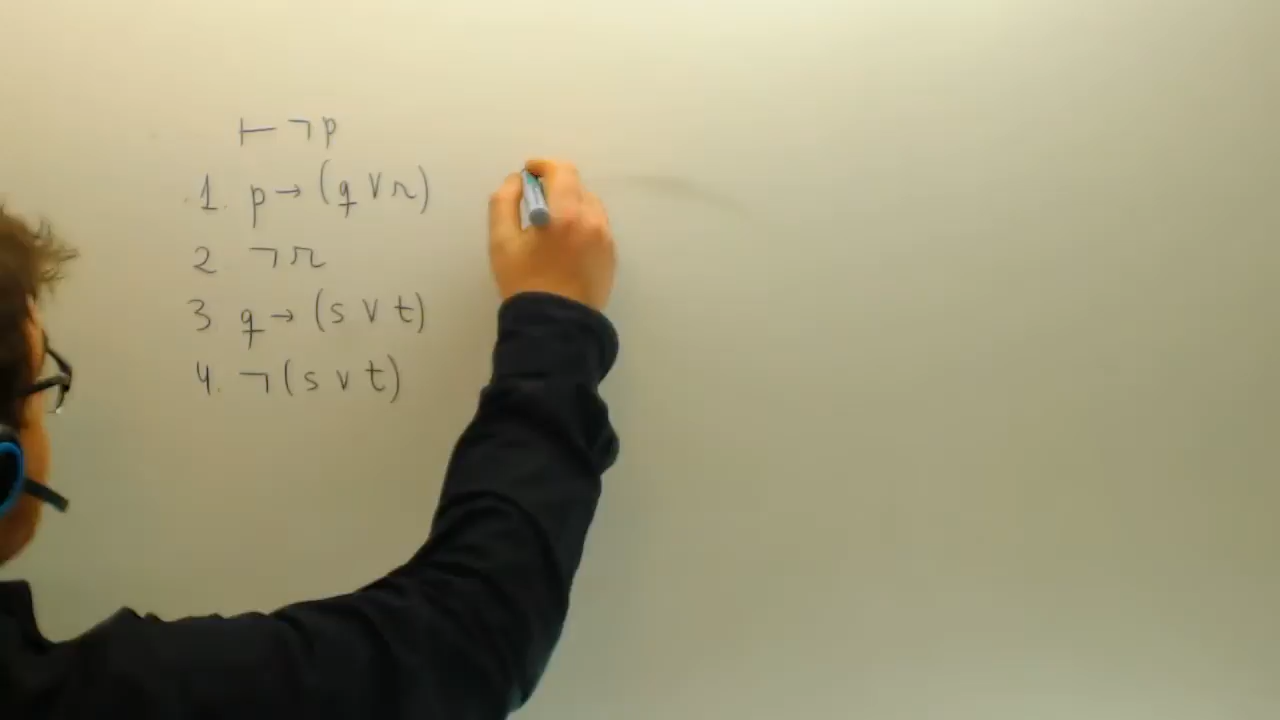 ⊢ ¬p
1. p → (q ∨ r)
2 ¬r
3 q → (s ∨ t)
4. ¬(s ∨ t)